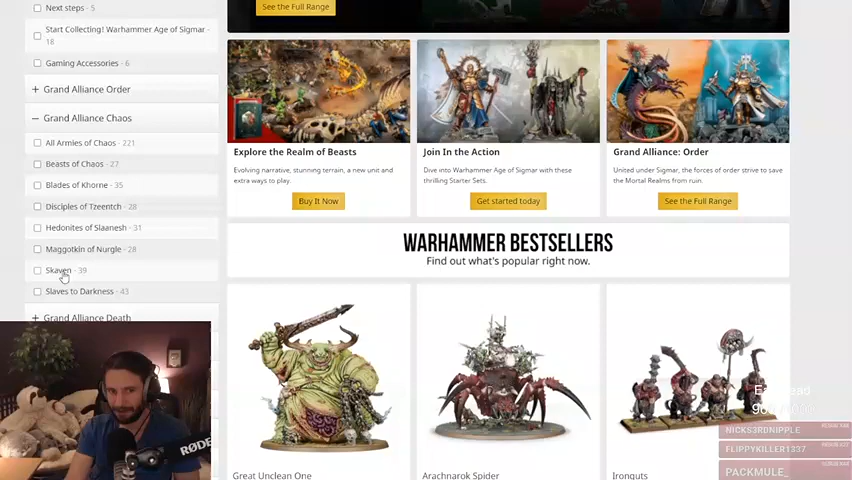 Next steps - 5
See the Full Range
Start Collecting! Warhammer Age of Sigmar -
18
Gaming Accessories - 6
+ Grand Alliance Order
— Grand Alliance Chaos
All Armies of Chaos - 221
Beasts of Chaos - 27
Blades of Khorne - 35
Disciples of Tzeentch - 28
Hedonites of Slaanesh - 31
Maggotkin of Nurgle - 28
Skaven - 39
Slaves to Darkness - 43
+ Grand Alliance Death
Explore the Realm of Beasts
Evolving narrative, stunning terrain, a new unit and
extra ways to play.
Buy It Now
Join In the Action
Dive into Warhammer Age of Sigmar with these
thrilling Starter Sets.
Get started today
Grand Alliance: Order
United under Sigmar, the forces of order strive to save
the Mortal Realms from ruin.
See the Full Range
WARHAMMER BESTSELLERS
Find out what's popular right now.
Great Unclean One
Arachnarok Spider
Ironguts
RØDE
NICKS3RDNIPPLE
FLIPPYKILLER1337
PACKMULE_